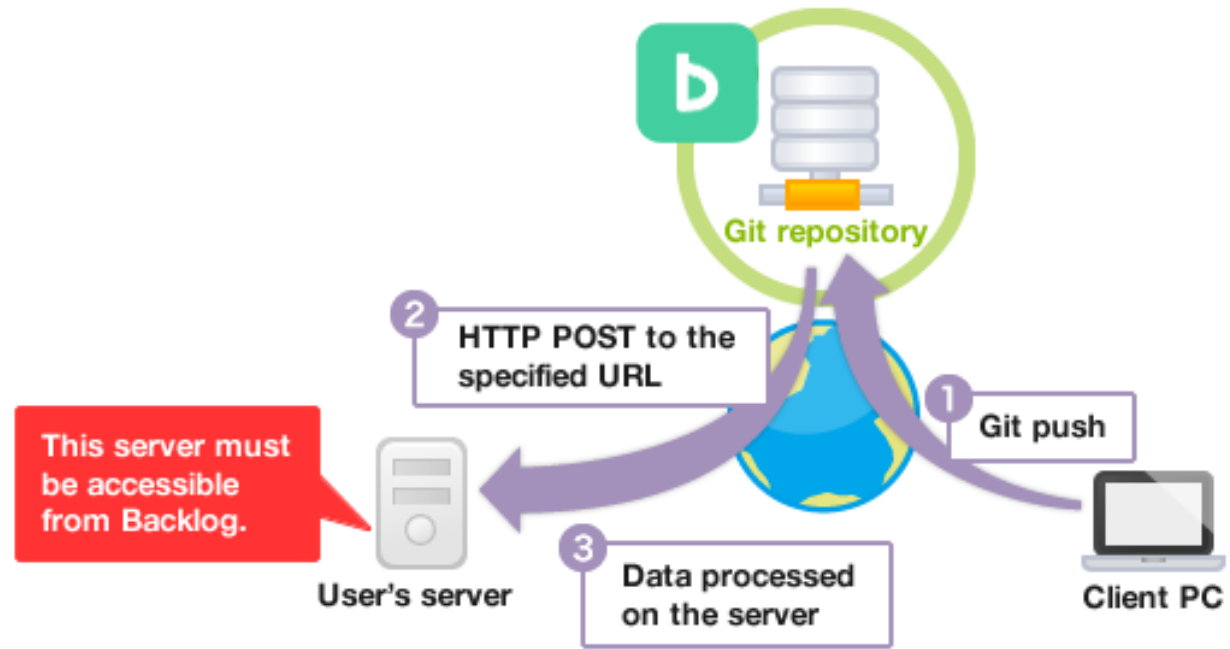 b
Git repository
2
HTTP POST to the
specified URL
1
Git push
This server must
be accessible
from Backlog.
User's server
3
Data processed
on the server
Client PC